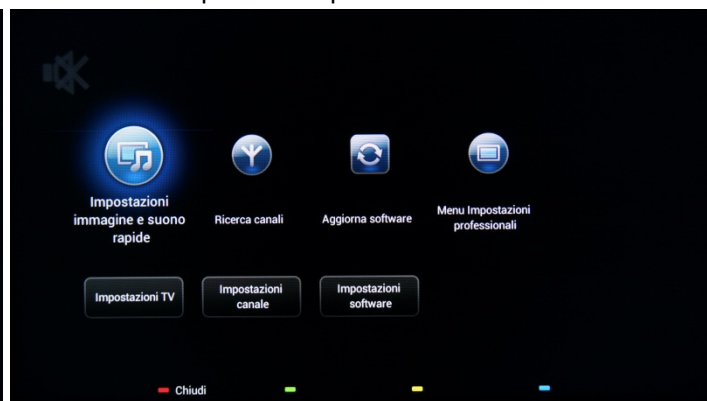 Impostazioni
immagine e suono
rapide
Ricerca canali
Aggiorna software
Menu Impostazioni
professionali
Impostazioni TV
Impostazioni
canale
Impostazioni
software
Chiudi